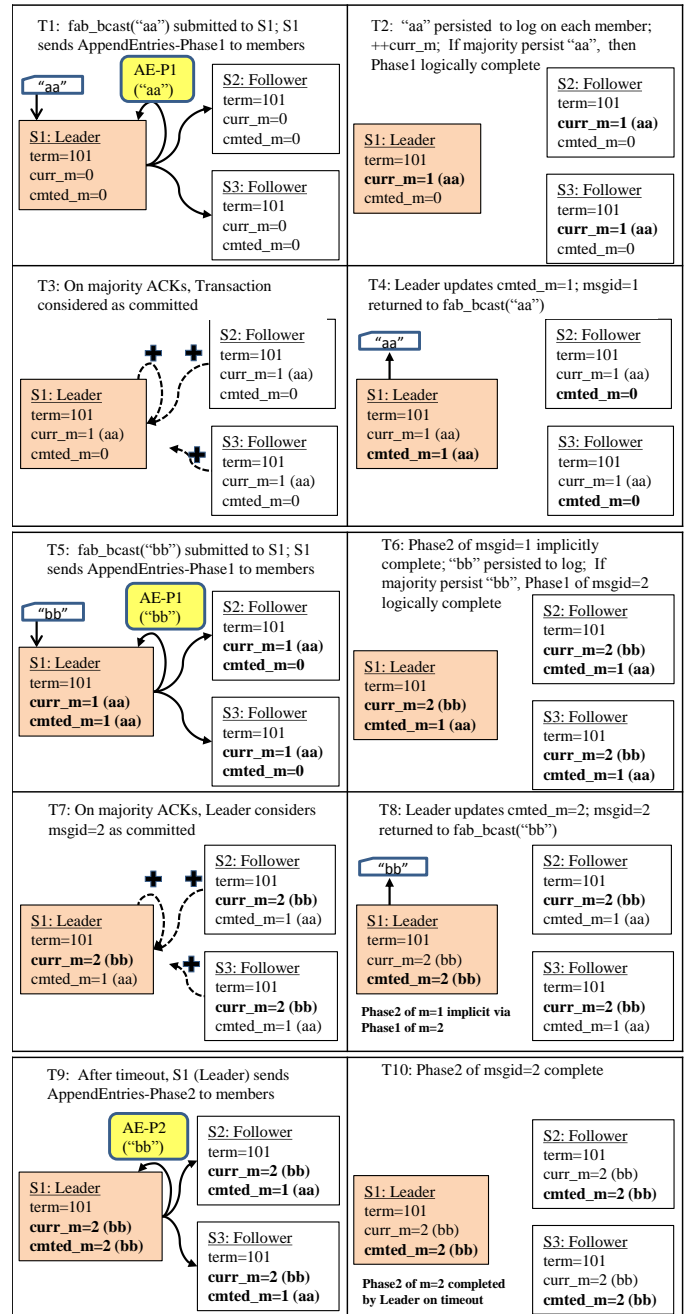 T1: fab_bcast(“aa”) submitted to S1; S1
sends AppendEntries-Phase1 to members
“aa”
AE-P1
(“aa”)
S1: Leader
term=101
curr_m=0
cmted_m=0
S2: Follower
term=101
curr_m=0
cmted_m=0
S3: Follower
term=101
curr_m=0
cmted_m=0
T2: “aa” persisted to log on each member;
++curr_m; If majority persist “aa”, then
Phase1 logically complete
S1: Leader
term=101
curr_m=1 (aa)
cmted_m=0
S2: Follower
term=101
curr_m=1 (aa)
cmted_m=0
S3: Follower
term=101
curr_m=1 (aa)
cmted_m=0
T3: On majority ACKs, Transaction
considered as committed
S1: Leader
term=101
curr_m=1 (aa)
cmted_m=0
S2: Follower
term=101
curr_m=1 (aa)
cmted_m=0
S3: Follower
term=101
curr_m=1 (aa)
cmted_m=0
T4: Leader updates cmted_m=1; msgid=1
returned to fab_bcast(“aa”)
“aa”
S1: Leader
term=101
curr_m=1 (aa)
cmted_m=1 (aa)
S2: Follower
term=101
curr_m=1 (aa)
cmted_m=0
S3: Follower
term=101
curr_m=1 (aa)
cmted_m=0
T5: fab_bcast(“bb”) submitted to S1; S1
sends AppendEntries-Phase1 to members
“bb”
AE-P1
(“bb”)
S1: Leader
term=101
curr_m=1 (aa)
cmted_m=1 (aa)
S2: Follower
term=101
curr_m=1 (aa)
cmted_m=0
S3: Follower
term=101
curr_m=1 (aa)
cmted_m=0
T6: Phase2 of msgid=1 implicitly
complete; “bb” persisted to log; If
majority persist “bb”, Phase1 of msgid=2
logically complete
S1: Leader
term=101
curr_m=2 (bb)
cmted_m=1 (aa)
S2: Follower
term=101
curr_m=2 (bb)
cmted_m=1 (aa)
S3: Follower
term=101
curr_m=2 (bb)
cmted_m=1 (aa)
T7: On majority ACKs, Leader considers
msgid=2 as committed
S1: Leader
term=101
curr_m=2 (bb)
cmted_m=1 (aa)
S2: Follower
term=101
curr_m=2 (bb)
cmted_m=1 (aa)
S3: Follower
term=101
curr_m=2 (bb)
cmted_m=1 (aa)
T8: Leader updates cmted_m=2; msgid=2
returned to fab_bcast(“bb”)
“bb”
S1: Leader
term=101
curr_m=2 (bb)
cmted_m=2 (bb)
Phase2 of m=1 implicit via
Phase1 of m=2
S2: Follower
term=101
curr_m=2 (bb)
cmted_m=1 (aa)
S3: Follower
term=101
curr_m=2 (bb)
cmted_m=1 (aa)
T9: After timeout, S1 (Leader) sends
AppendEntries-Phase2 to members
AE-P2
(“bb”)
S1: Leader
term=101
curr_m=2 (bb)
cmted_m=2 (bb)
S2: Follower
term=101
curr_m=2 (bb)
cmted_m=1 (aa)
S3: Follower
term=101
curr_m=2 (bb)
cmted_m=1 (aa)
T10: Phase2 of msgid=2 complete
S1: Leader
term=101
curr_m=2 (bb)
cmted_m=2 (bb)
Phase2 of m=2 completed
by Leader on timeout
S2: Follower
term=101
curr_m=2 (bb)
cmted_m=2 (bb)
S3: Follower
term=101
curr_m=2 (bb)
cmted_m=2 (bb)